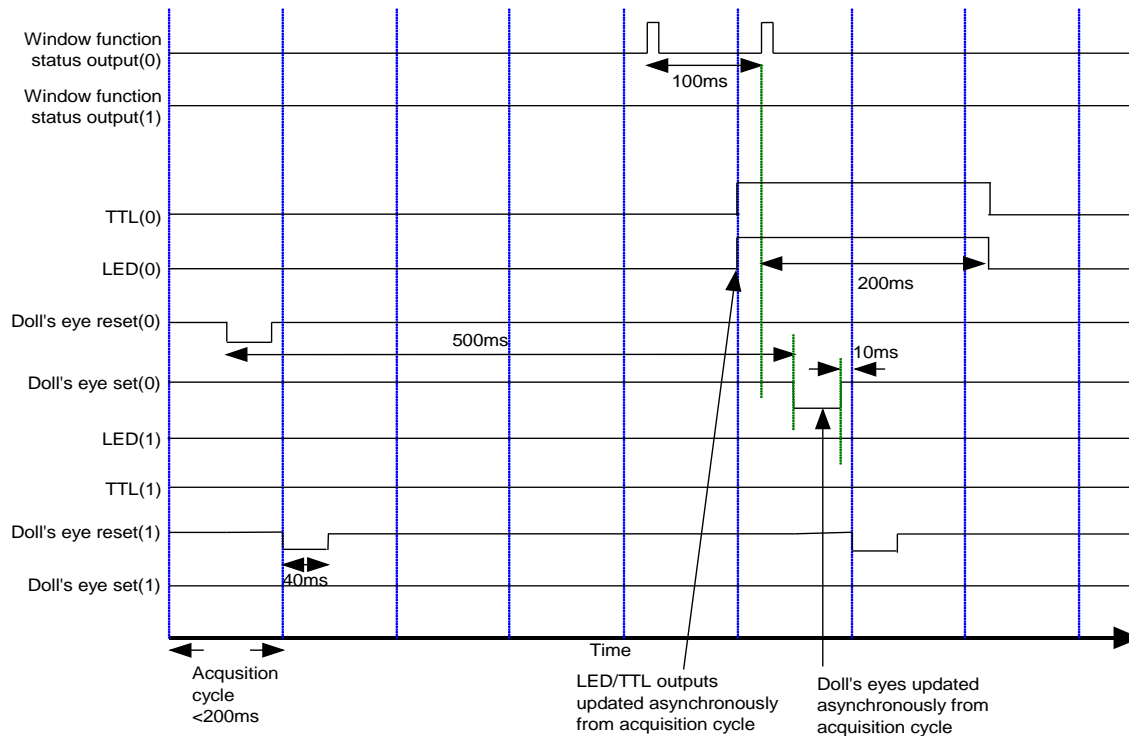 Window function
status output(0)
100ms
Window function
status output(1)
TTL(0)
LED(0)
200ms
Doll's eye reset(0)
500ms
10ms
Doll's eye set(0)
LED(1)
TTL(1)
Doll's eye reset(1)
40ms
Doll's eye set(1)
Time
Acqusition
cycle
<200ms
LED/TTL outputs
updated asynchronously
from acquisition cycle
Doll's eyes updated
asynchronously from
acquisition cycle